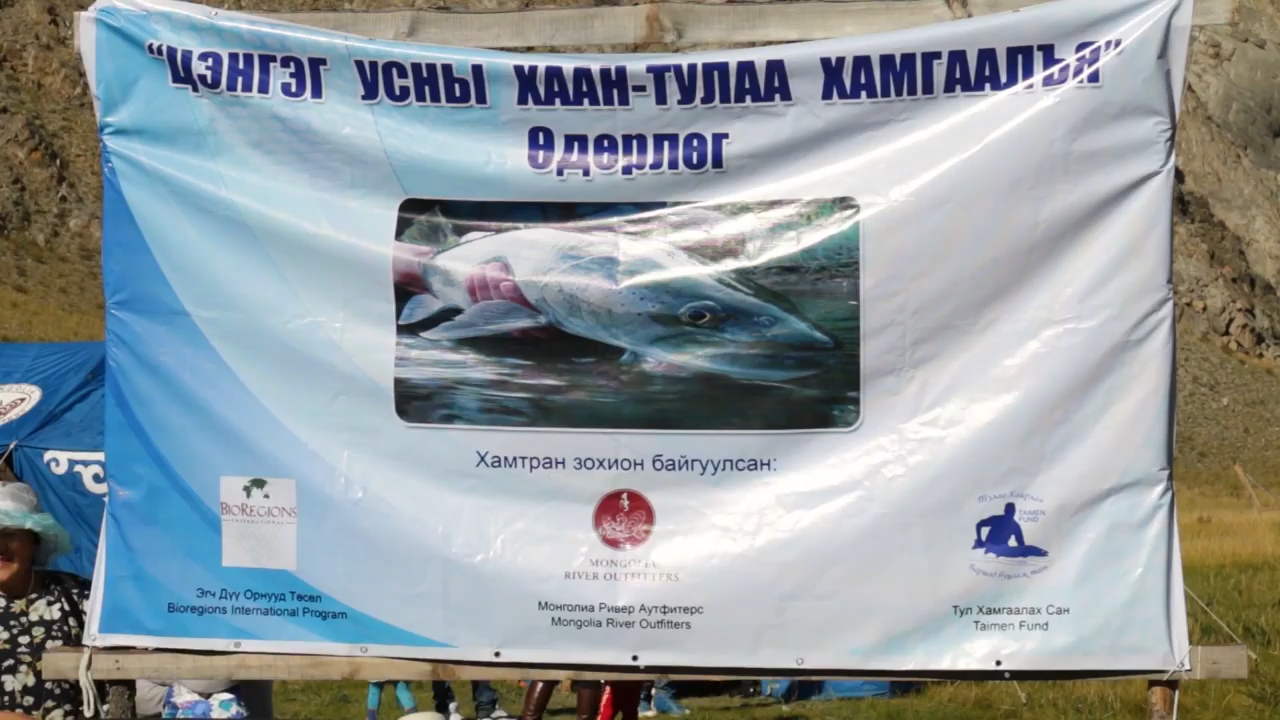 “ЦЭНГЭГ УСНЫ ХААН-ТУЛАА ХАМГААЛЪЯ”
Өдөрлөг
Хамтран зохион байгуулсан:
BIOREGIONS
INTERNATIONAL
Эгч Дүү Орнууд Төсөл
Bioregions International Program
MONGOLIA
RIVER OUTFITTERS
Монголиа Ривер Аутфитерс
Mongolia River Outfitters
TAIMEN
FUND
Тул Хамгаалах Сан
Taimen Fund